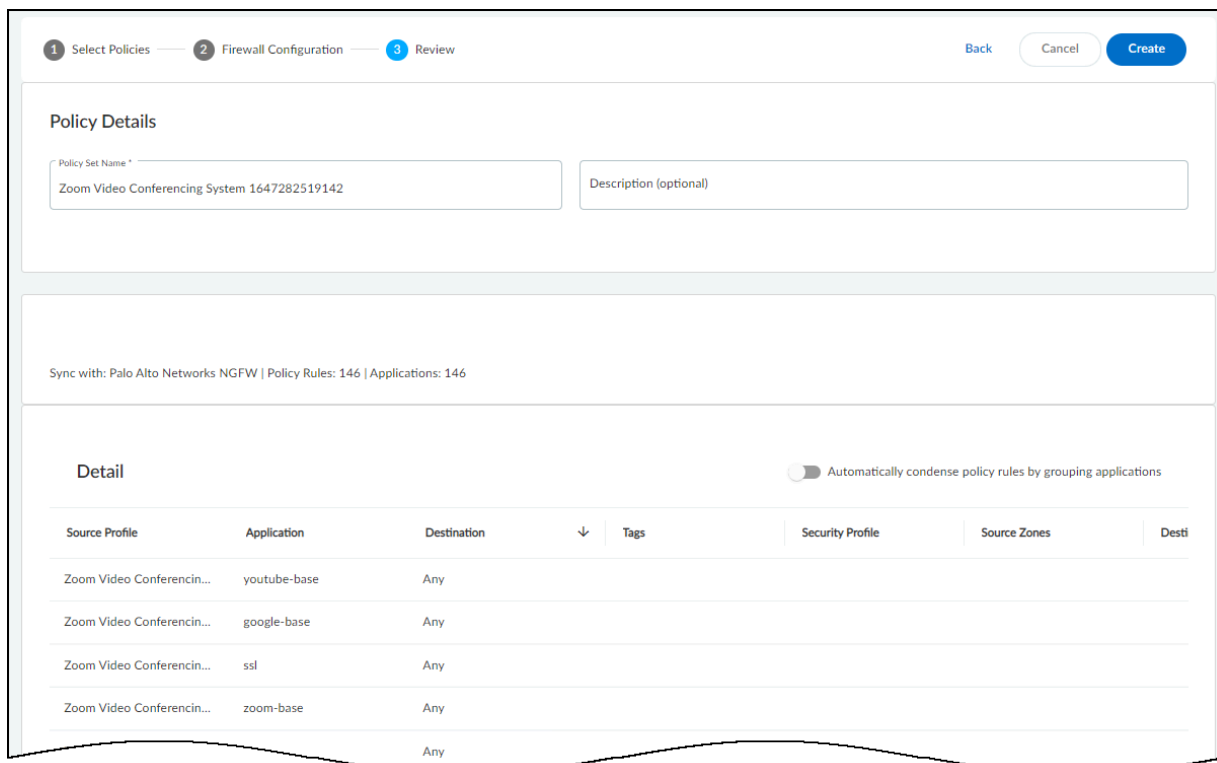 1 Select Policies 2 Firewall Configuration 3 Review Back Cancel Create
Policy Details
Policy Set Name *
Zoom Video Conferencing System 1647282519142
Description (optional)
Sync with: Palo Alto Networks NGFW | Policy Rules: 146 | Applications: 146
Detail Automatically condense policy rules by grouping applications
Source Profile Application Destination Tags Security Profile Source Zones Desti
Zoom Video Conferencin... youtube-base Any
Zoom Video Conferencin... google-base Any
Zoom Video Conferencin... ssl Any
Zoom Video Conferencin... zoom-base Any
Any